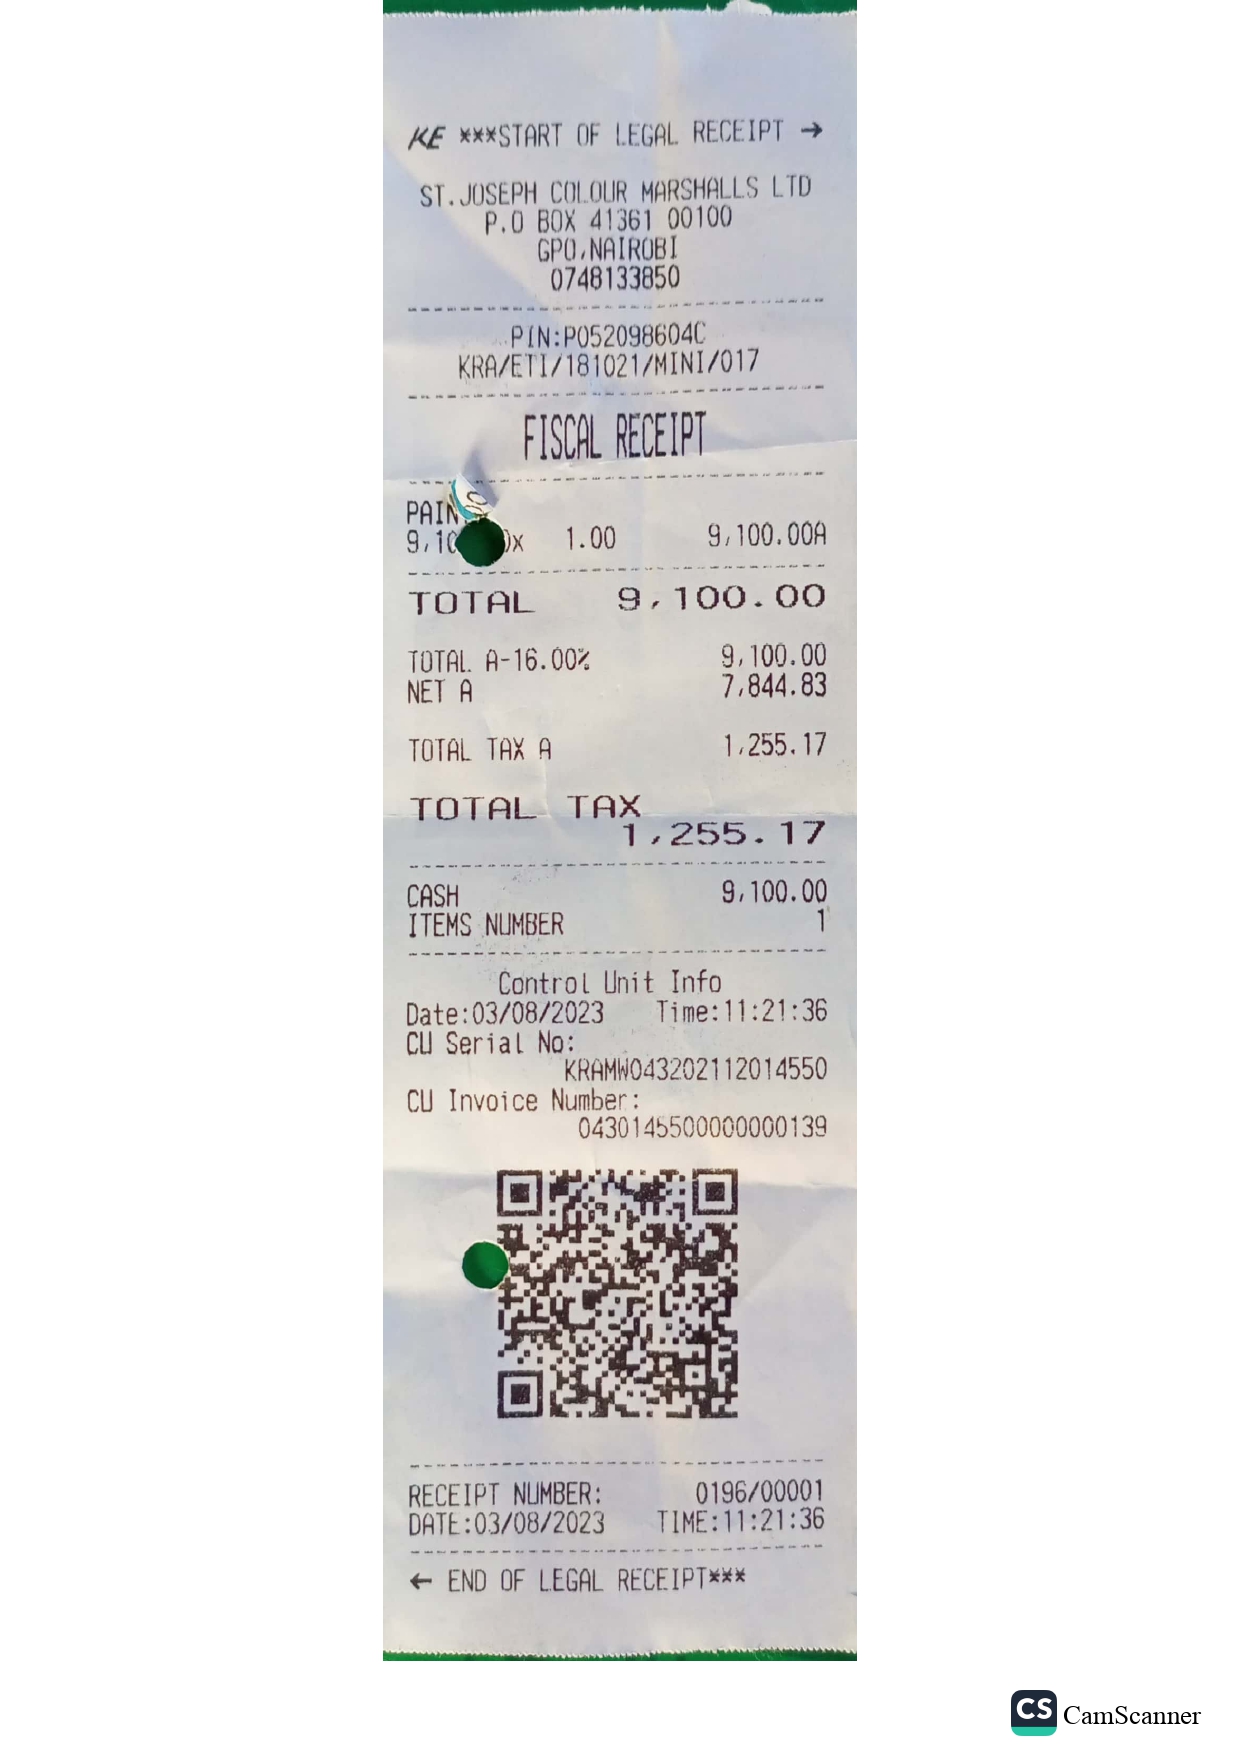 KE ***START OF LEGAL RECEIPT →
ST.JOSEPH COLOUR MARSHALLS LTD
P.O BOX 41361 00100
GPO,NAIROBI
0748133850
PIN:P052098604C
KRA/ETI/181021/MINI/017
FISCAL RECEIPT
1.00 9,100.00A
TOTAL 9,100.00
TOTAL A-16.00% 9,100.00
NET A 7,844.83
TOTAL TAX A 1,255.17
TOTAL TAX
1,255.17
CASH 9,100.00
ITEMS NUMBER 1
Control Unit Info
Date:03/08/2023 Time:11:21:36
CU Serial No:
KRAMW043202112014550
CU Invoice Number:
0430145500000000139
RECEIPT NUMBER: 0196/00001
DATE:03/08/2023 TIME:11:21:36
← END OF LEGAL RECEIPT***
CS CamScanner